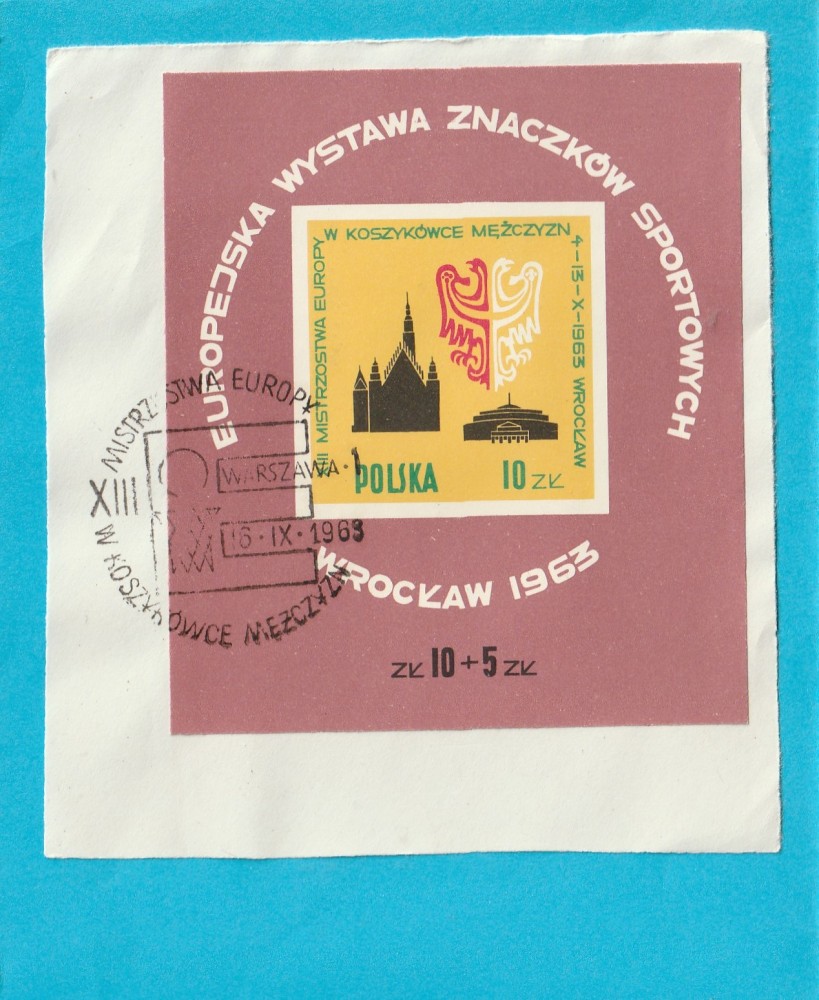 EUROPEJSKA WYSTAWA ZNACZKÓW SPORTOWYCH
XIII MISTRZOSTWA EUROPY
W KOSZYKÓWCE MĘŻCZYZN
4–13–X–1963 WROCŁAW
POLSKA
10 ZŁ
WROCŁAW 1963
ZŁ 10+5 ZŁ
XIII MISTRZOSTWA EUROPY
WARSZAWA·1
16·IX·1963
W KOSZYKÓWCE MĘŻCZYZN